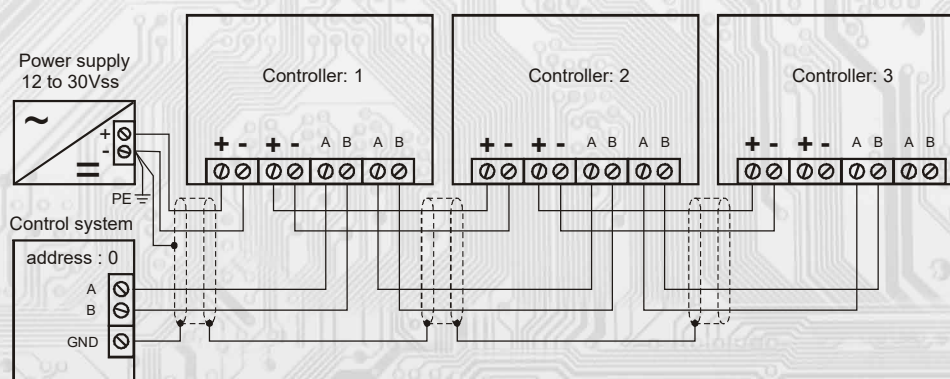 Power supply
12 to 30Vss
~
+
-
=
PE
Control system
address : 0
A
B
GND
Controller: 1
+ - + - A B A B
Controller: 2
+ - + - A B A B
Controller: 3
+ - + - A B A B